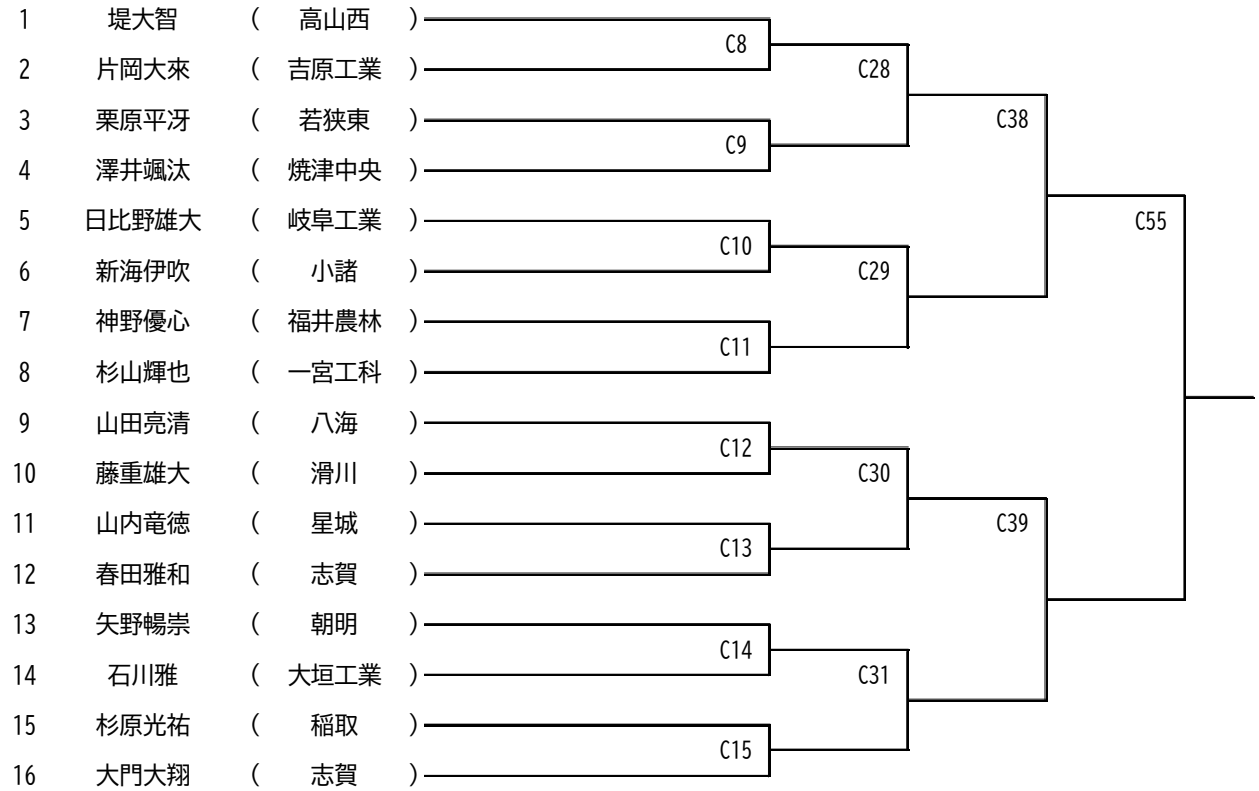 1 堤大智 ( 高山西 )
C8
2 片岡大來 ( 吉原工業 ) C28
3 栗原平冴 ( 若狭東 ) C38
C9
4 澤井颯汰 ( 焼津中央 )
5 日比野雄大 ( 岐阜工業 ) C55
C10
6 新海伊吹 ( 小諸 ) C29
7 神野優心 ( 福井農林 )
C11
8 杉山輝也 ( 一宮工科 )
9 山田亮清 ( 八海 )
C12
10 藤重雄大 ( 滑川 ) C30
11 山内竜徳 ( 星城 ) C39
C13
12 春田雅和 ( 志賀 )
13 矢野暢崇 ( 朝明 )
C14
14 石川雅 ( 大垣工業 ) C31
15 杉原光祐 ( 稲取 )
C15
16 大門大翔 ( 志賀 )